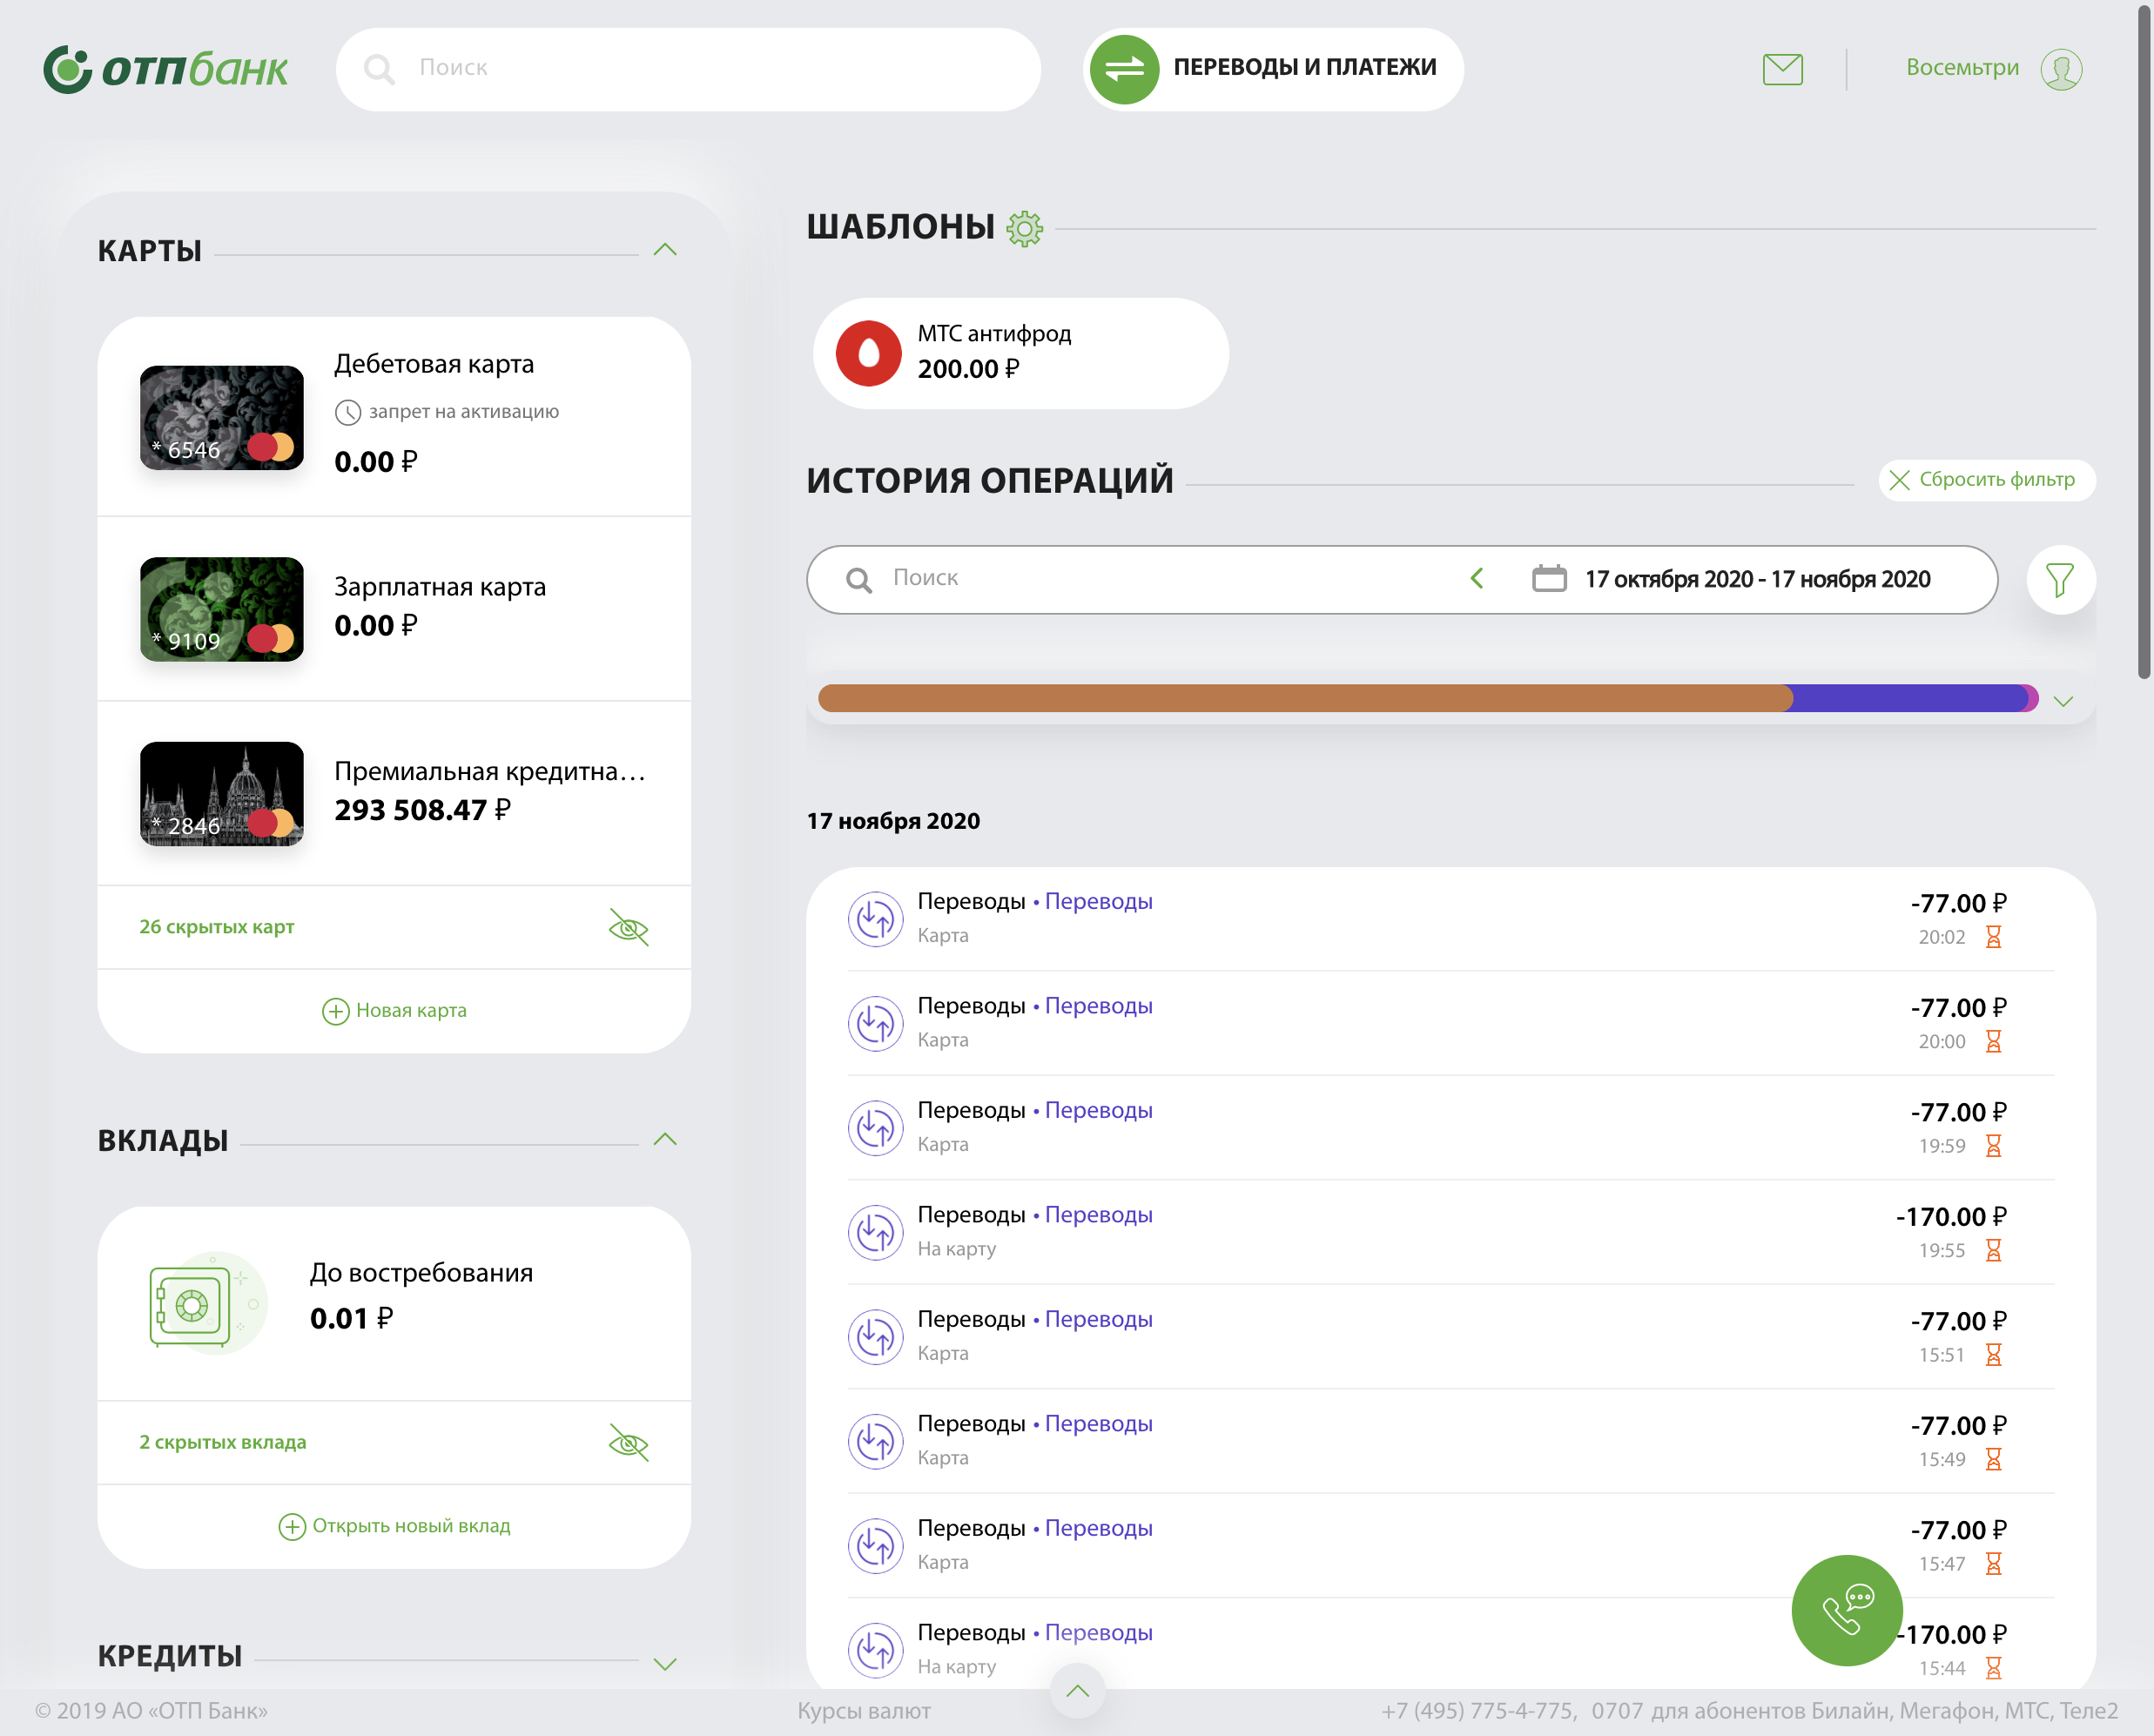 отпбанк
Поиск
ПЕРЕВОДЫ И ПЛАТЕЖИ
Восемьтри
КАРТЫ
Дебетовая карта
запрет на активацию
0.00 ₽
* 6546
Зарплатная карта
0.00 ₽
* 9109
Премиальная кредитна…
293 508.47 ₽
* 2846
26 скрытых карт
Новая карта
ВКЛАДЫ
До востребования
0.01 ₽
2 скрытых вклада
Открыть новый вклад
КРЕДИТЫ
ШАБЛОНЫ
МТС антифрод
200.00 ₽
ИСТОРИЯ ОПЕРАЦИЙ
Сбросить фильтр
Поиск
17 октября 2020 - 17 ноября 2020
17 ноября 2020
Переводы • Переводы
-77.00 ₽
Карта
20:02
Переводы • Переводы
-77.00 ₽
Карта
20:00
Переводы • Переводы
-77.00 ₽
Карта
19:59
Переводы • Переводы
-170.00 ₽
На карту
19:55
Переводы • Переводы
-77.00 ₽
Карта
15:51
Переводы • Переводы
-77.00 ₽
Карта
15:49
Переводы • Переводы
-77.00 ₽
Карта
15:47
Переводы • Переводы
-170.00 ₽
На карту
15:44
© 2019 АО «ОТП Банк»
Курсы валют
+7 (495) 775-4-775, 0707 для абонентов Билайн, Мегафон, МТС, Теле2